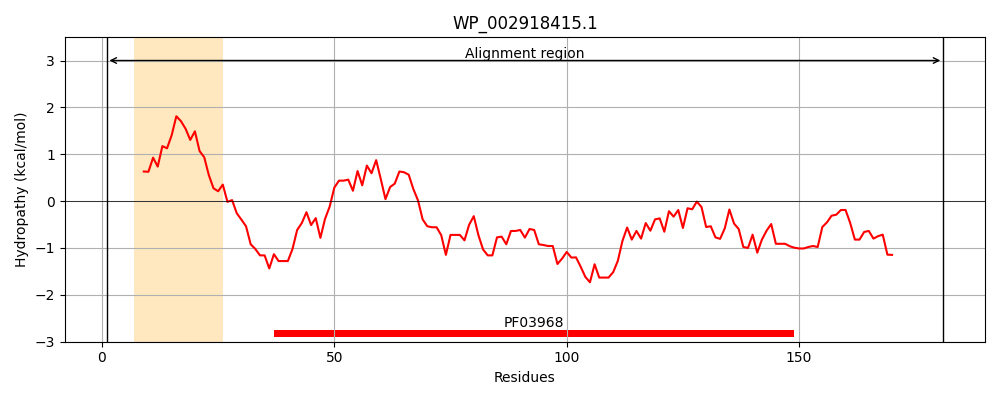 WP_002918415.1
Alignment region
3
2
1
0
−1
−2
−3
Hydropathy (kcal/mol)
PF03968
0
50
100
150
Residues